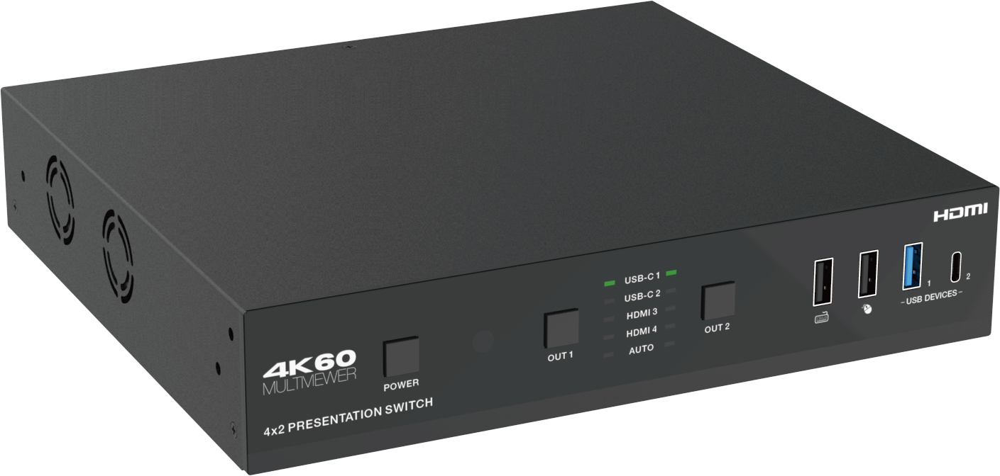 4K60
MULTIVIEWER
POWER
4x2 PRESENTATION SWITCH
OUT 1
USB-C 1
USB-C 2
HDMI 3
HDMI 4
AUTO
OUT 2
HDMI
1
2
–USB DEVICES–